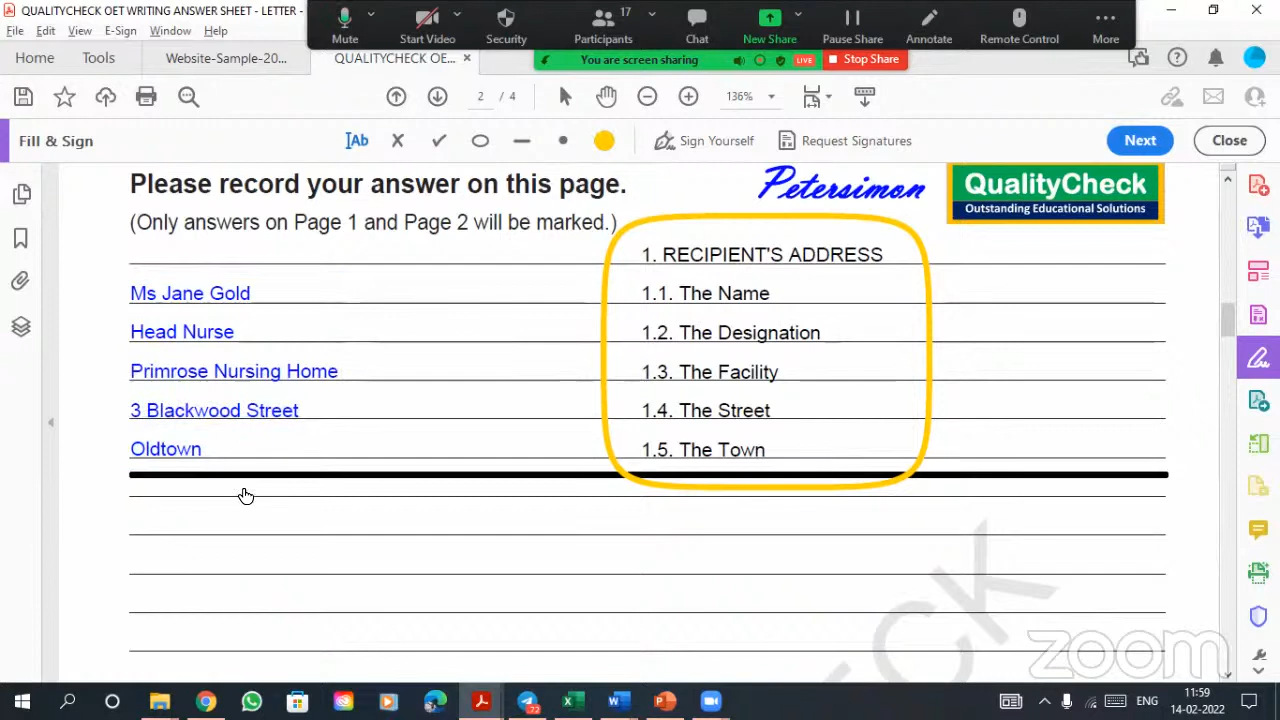 QUALITYCHECK OET WRITING ANSWER SHEET - LETTER -
File Edit View E-Sign Window Help
Mute Start Video Security Participants 17 Chat New Share Pause Share Annotate Remote Control More
You are screen sharing LIVE Stop Share
Home Tools Website-Sample-20... QUALITYCHECK OE...
2 / 4 136%
Fill & Sign Ab Sign Yourself Request Signatures Next Close
Please record your answer on this page.
Petersimon
QualityCheck
Outstanding Educational Solutions
(Only answers on Page 1 and Page 2 will be marked.)
1. RECIPIENT'S ADDRESS
Ms Jane Gold 1.1. The Name
Head Nurse 1.2. The Designation
Primrose Nursing Home 1.3. The Facility
3 Blackwood Street 1.4. The Street
Oldtown 1.5. The Town
CK
zoom
72
ENG
11:59
14-02-2022